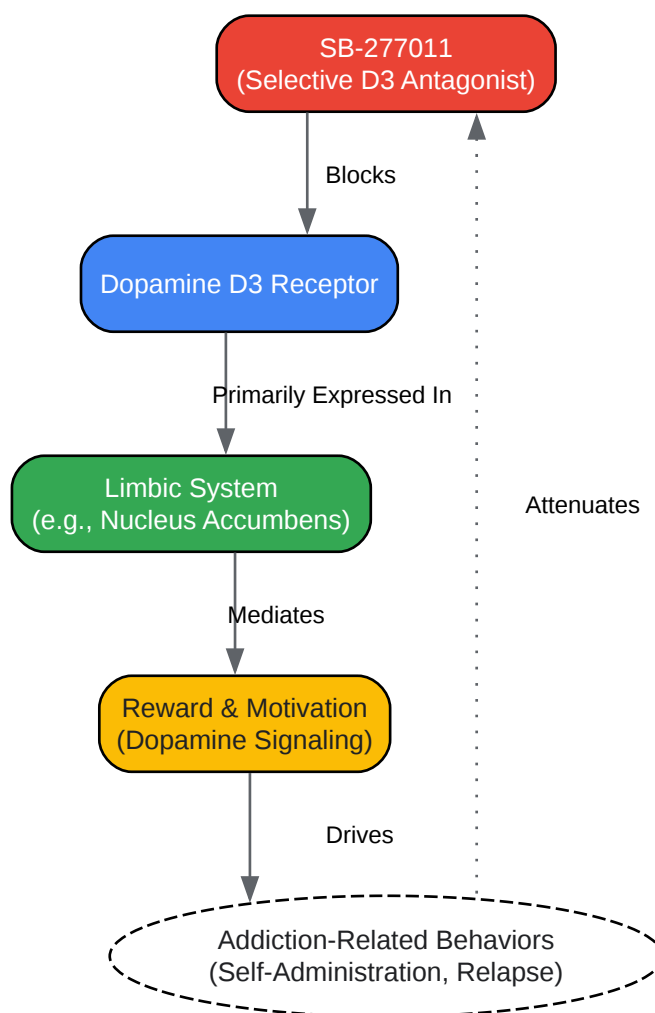 SB-277011
(Selective D3 Antagonist)
Blocks
Dopamine D3 Receptor
Primarily Expressed In
Limbic System
(e.g., Nucleus Accumbens)
Attenuates
Mediates
Reward & Motivation
(Dopamine Signaling)
Drives
Addiction-Related Behaviors
(Self-Administration, Relapse)